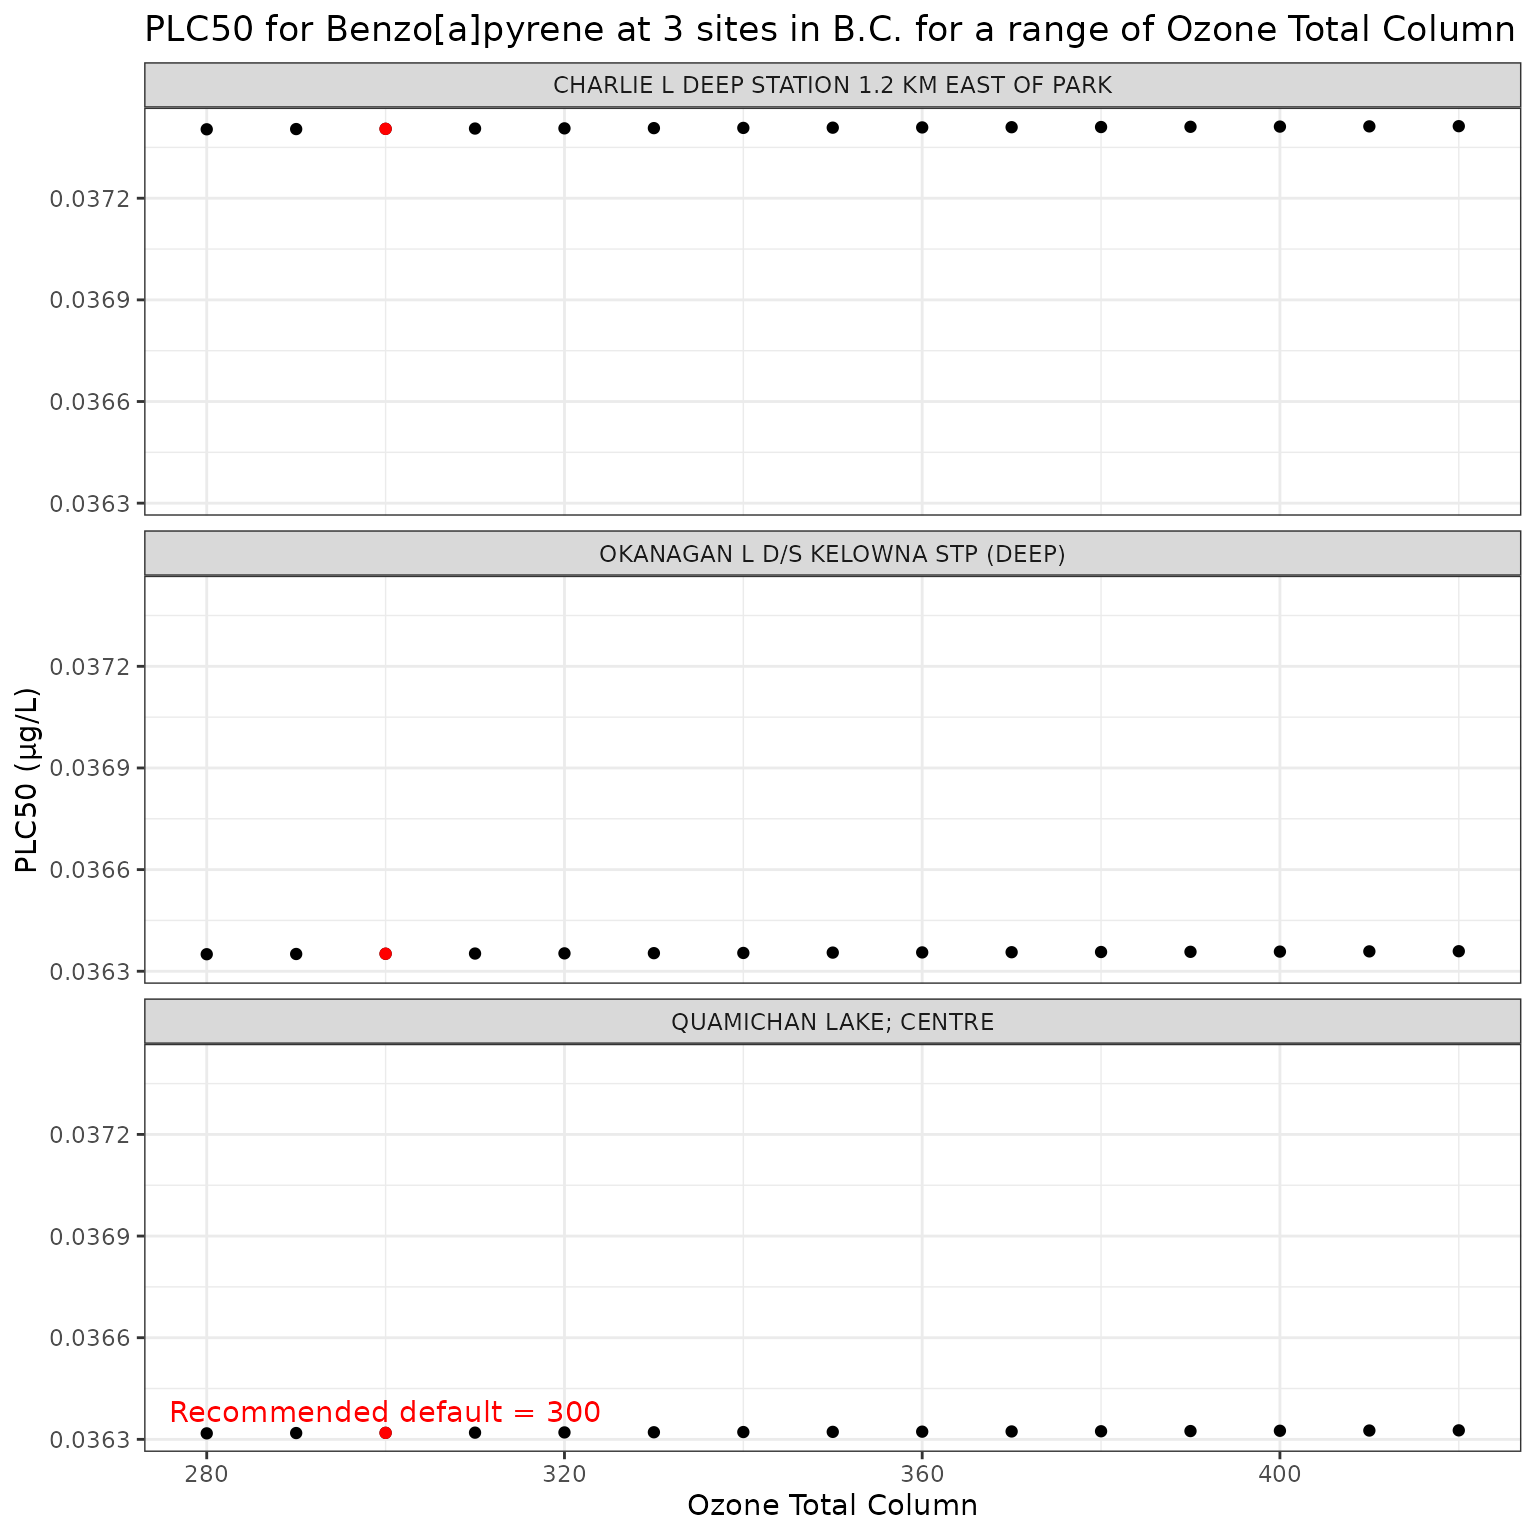 PLC50 for Benzo[a]pyrene at 3 sites in B.C. for a range of Ozone Total Column
CHARLIE L DEEP STATION 1.2 KM EAST OF PARK
0.0372
0.0369
0.0366
0.0363
OKANAGAN L D/S KELOWNA STP (DEEP)
0.0372
0.0369
0.0366
0.0363
PLC50 (µg/L)
QUAMICHAN LAKE; CENTRE
0.0372
0.0369
0.0366
0.0363
Recommended default = 300
280 320 360 400
Ozone Total Column